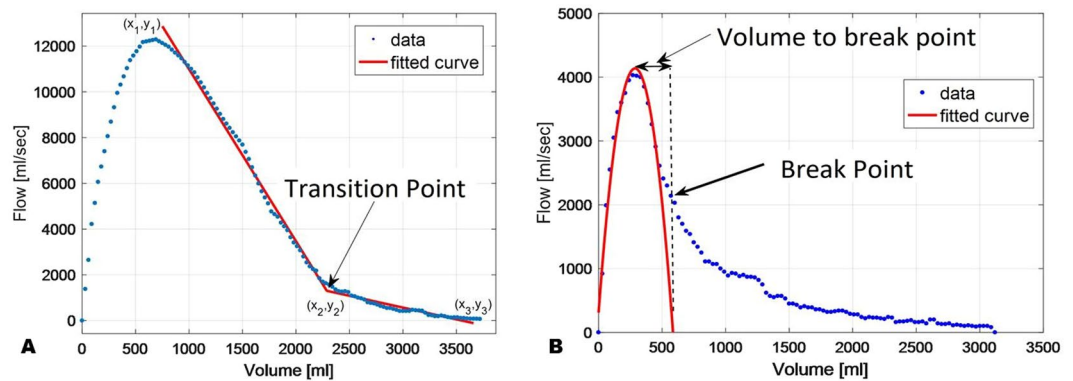 (x1,y1)
data
fitted curve
Transition Point
(x2,y2)
(x3,y3)
12000
10000
8000
6000
4000
2000
0
Flow [ml/sec]
0
500
1000
1500
2000
2500
3000
3500
Volume [ml]
A
5000
4000
3000
2000
1000
0
Flow [ml/sec]
Volume to break point
data
fitted curve
Break Point
0
500
1000
1500
2000
2500
3000
3500
Volume [ml]
B